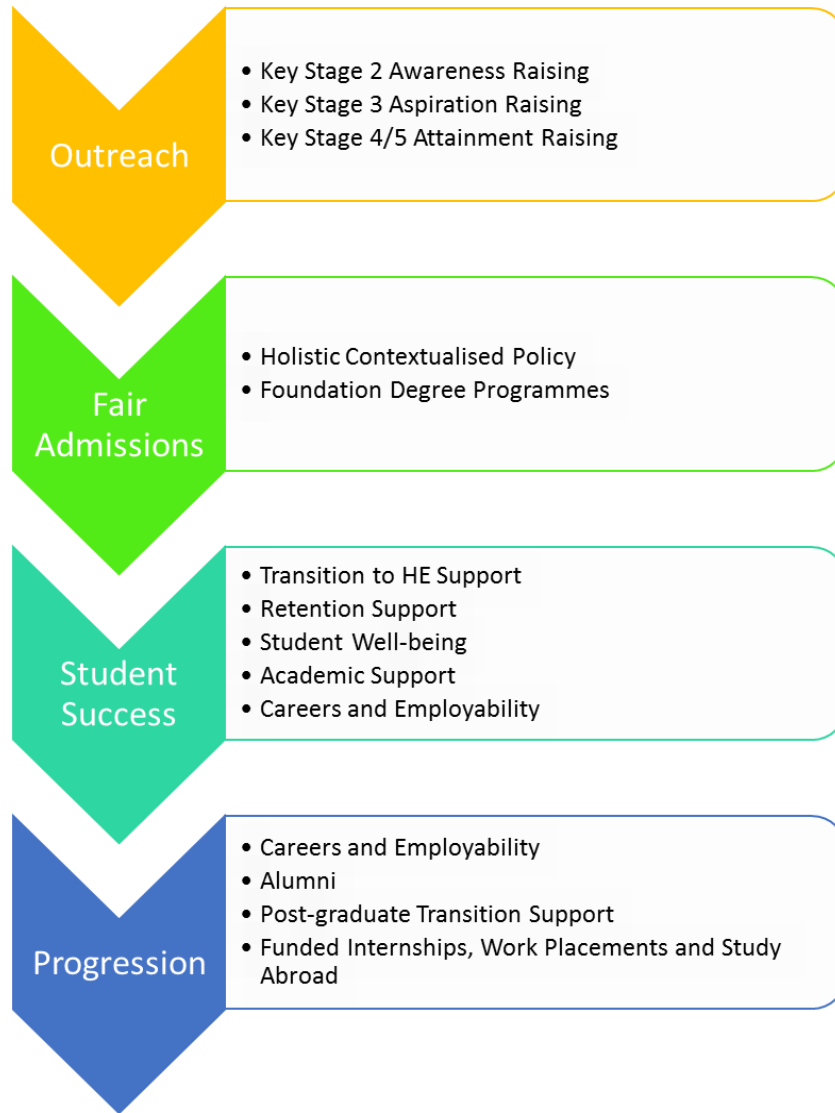 Outreach
• Key Stage 2 Awareness Raising
• Key Stage 3 Aspiration Raising
• Key Stage 4/5 Attainment Raising
Fair
Admissions
• Holistic Contextualised Policy
• Foundation Degree Programmes
Student
Success
• Transition to HE Support
• Retention Support
• Student Well-being
• Academic Support
• Careers and Employability
Progression
• Careers and Employability
• Alumni
• Post-graduate Transition Support
• Funded Internships, Work Placements and Study
Abroad